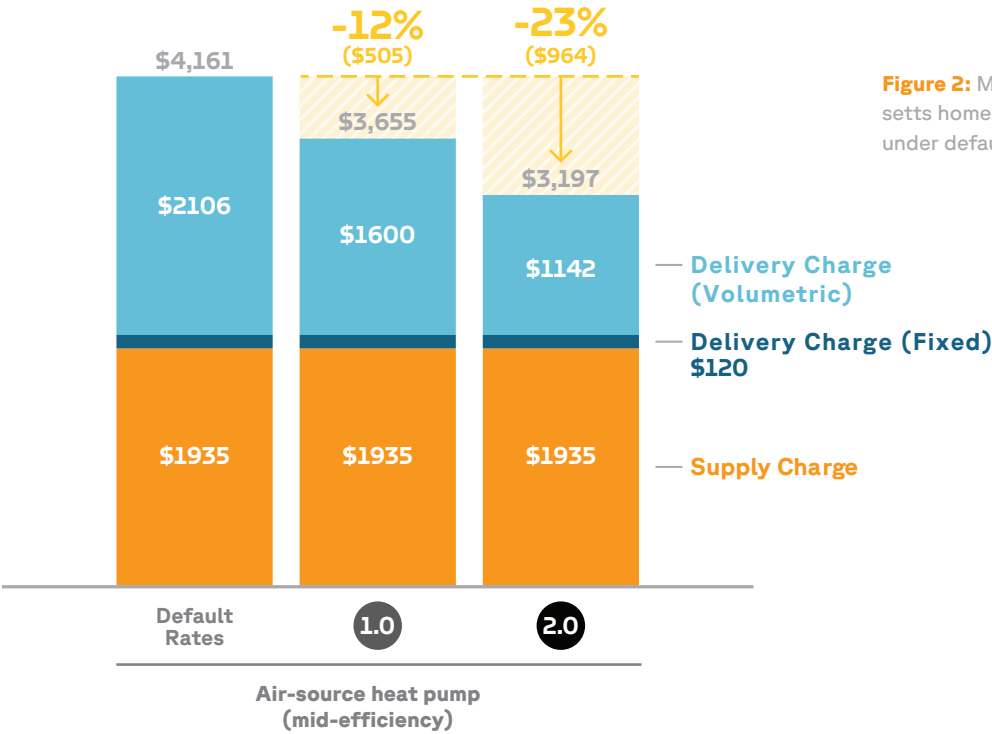 -12%
($505)
-23%
($964)
$4,161
$3,655
$3,197
Figure 2:
setts home
under
$2106
$1600
$1142
Delivery Charge
(Volumetric)
Delivery Charge (Fixed)
$120
$1935
$1935
$1935
Supply Charge
Default
Rates
1.0
2.0
Air-source heat pump
(mid-efficiency)